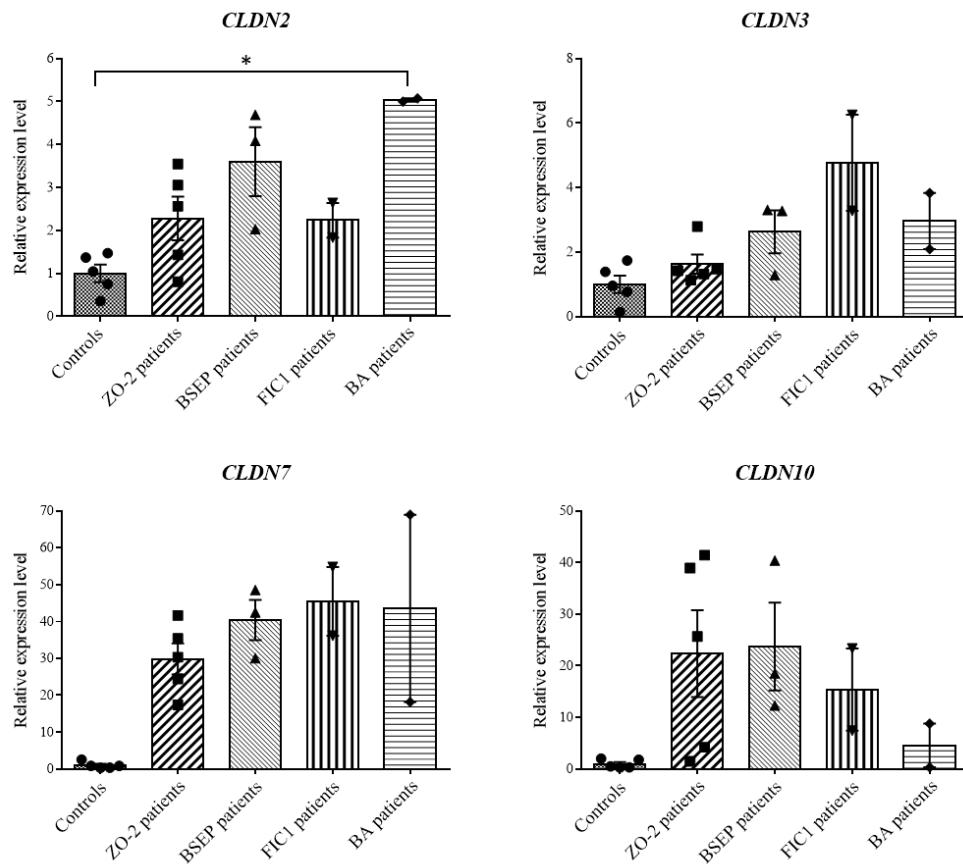 CLDN2
*
Relative expression level
6
5
4
3
2
1
0
Controls
ZO-2 patients
BSEP patients
FIC1 patients
BA patients
CLDN3
Relative expression level
8
6
4
2
0
Controls
ZO-2 patients
BSEP patients
FIC1 patients
BA patients
CLDN7
Relative expression level
70
60
50
40
30
20
10
0
Controls
ZO-2 patients
BSEP patients
FIC1 patients
BA patients
CLDN10
Relative expression level
50
40
30
20
10
0
Controls
ZO-2 patients
BSEP patients
FIC1 patients
BA patients